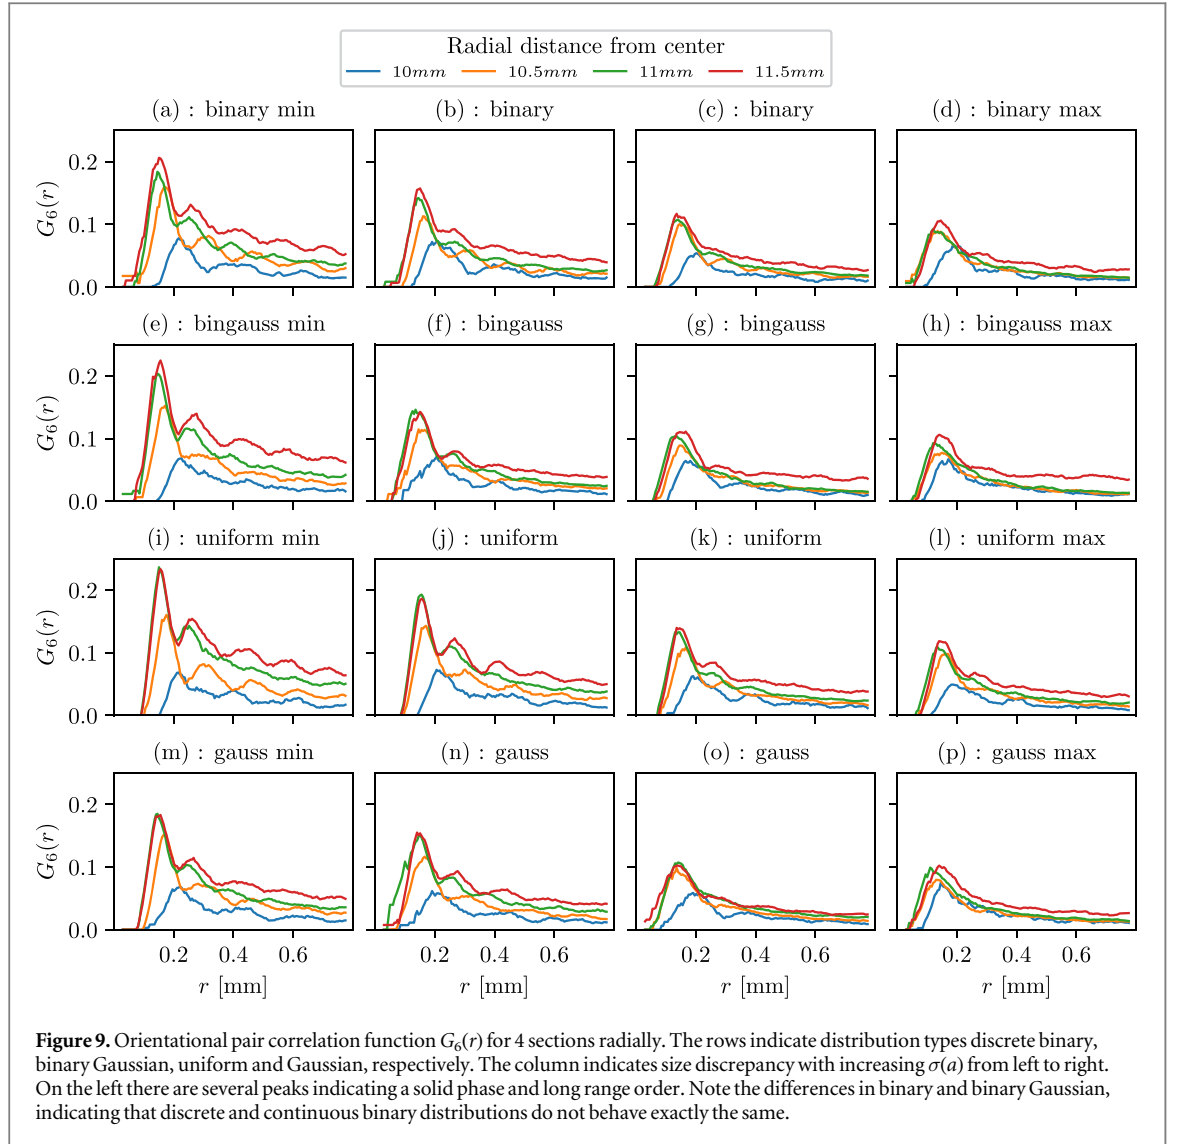 Radial distance from center
10mm 10.5mm 11mm 11.5mm
(a) : binary min (b) : binary (c) : binary (d) : binary max
0.2
0.1
0.0
G₆(r)
0.2 0.4 0.6
(e) : bingauss min (f) : bingauss (g) : bingauss (h) : bingauss max
0.2
0.1
0.0
G₆(r)
(i) : uniform min (j) : uniform (k) : uniform (l) : uniform max
0.2
0.1
0.0
G₆(r)
(m) : gauss min (n) : gauss (o) : gauss (p) : gauss max
0.2
0.1
0.0
G₆(r)
0.2 0.4 0.6 0.2 0.4 0.6 0.2 0.4 0.6 0.2 0.4 0.6
r [mm] r [mm] r [mm] r [mm]
Figure 9. Orientational pair correlation function G₆(r) for 4 sections radially. The rows indicate distribution types discrete binary,
binary Gaussian, uniform and Gaussian, respectively. The column indicates size discrepancy with increasing σ(a) from left to right.
On the left there are several peaks indicating a solid phase and long range order. Note the differences in binary and binary Gaussian,
indicating that discrete and continuous binary distributions do not behave exactly the same.